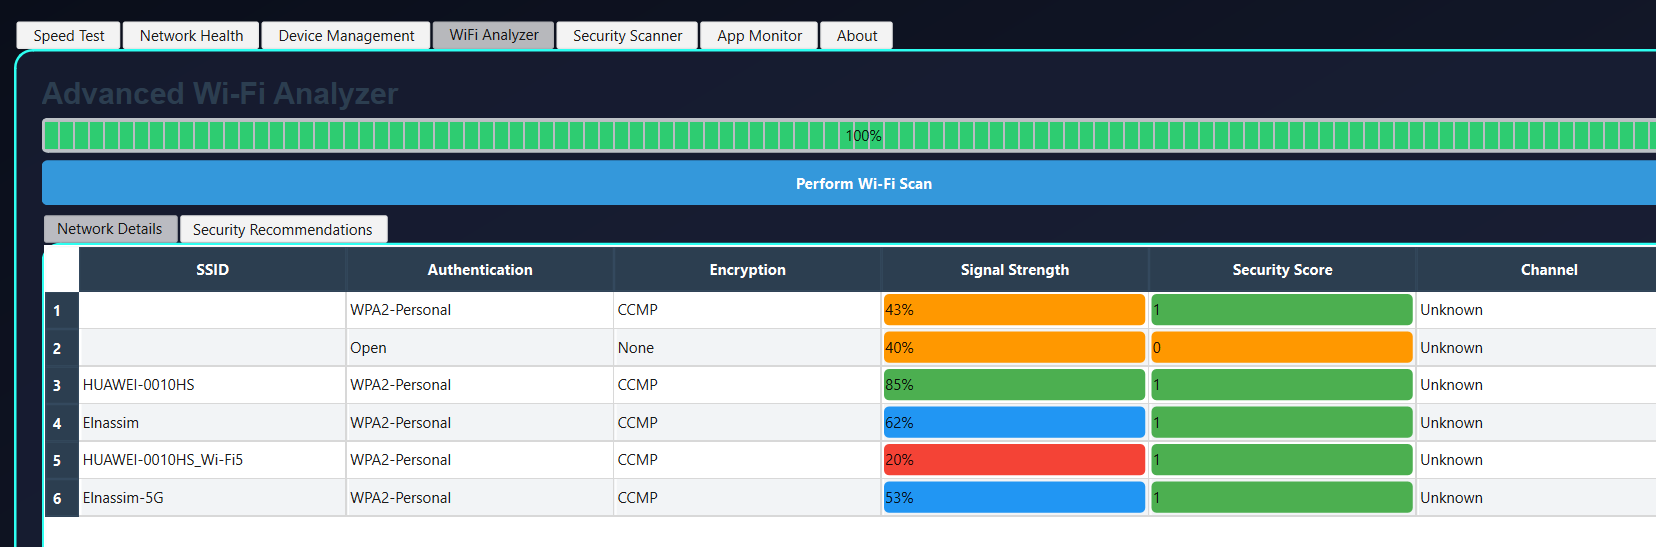 Speed Test Network Health Device Management WiFi Analyzer Security Scanner App Monitor About
Advanced Wi-Fi Analyzer
100%
Perform Wi-Fi Scan
Network Details Security Recommendations
SSID Authentication Encryption Signal Strength Security Score Channel
1 WPA2-Personal CCMP 43% 1 Unknown
2 Open None 40% 0 Unknown
3 HUAWEI-0010HS WPA2-Personal CCMP 85% 1 Unknown
4 Elnassim WPA2-Personal CCMP 62% 1 Unknown
5 HUAWEI-0010HS_Wi-Fi5 WPA2-Personal CCMP 20% 1 Unknown
6 Elnassim-5G WPA2-Personal CCMP 53% 1 Unknown